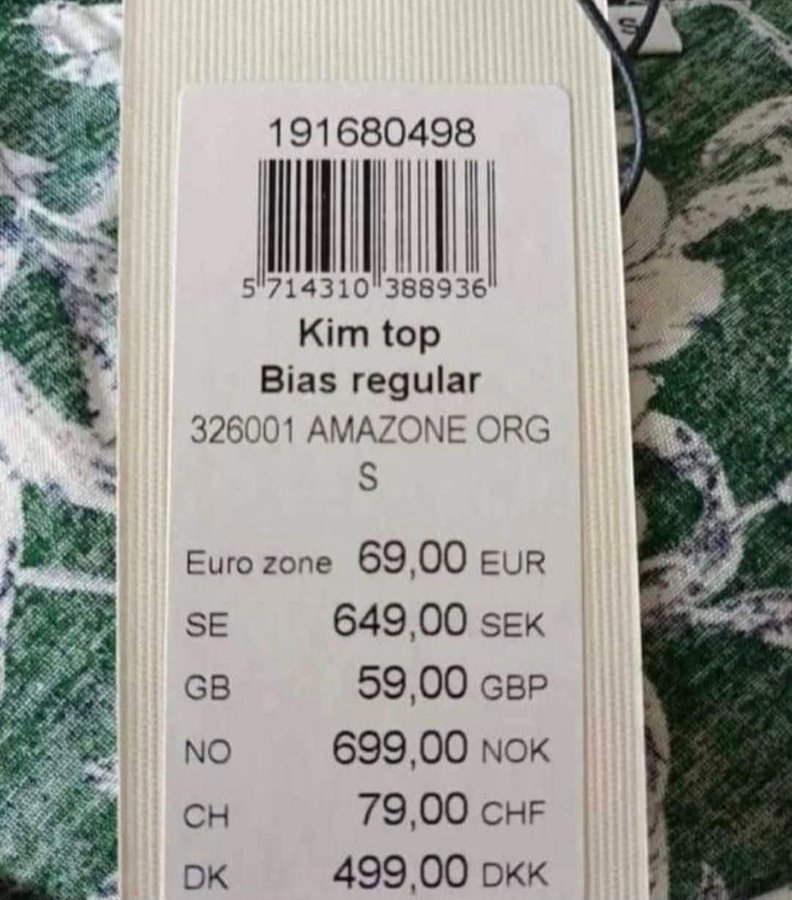 191680498
5 714310 388936
Kim top
Bias regular
326001 AMAZONE ORG
S
Euro zone 69,00 EUR
SE 649,00 SEK
GB 59,00 GBP
NO 699,00 NOK
CH 79,00 CHF
DK 499,00 DKK